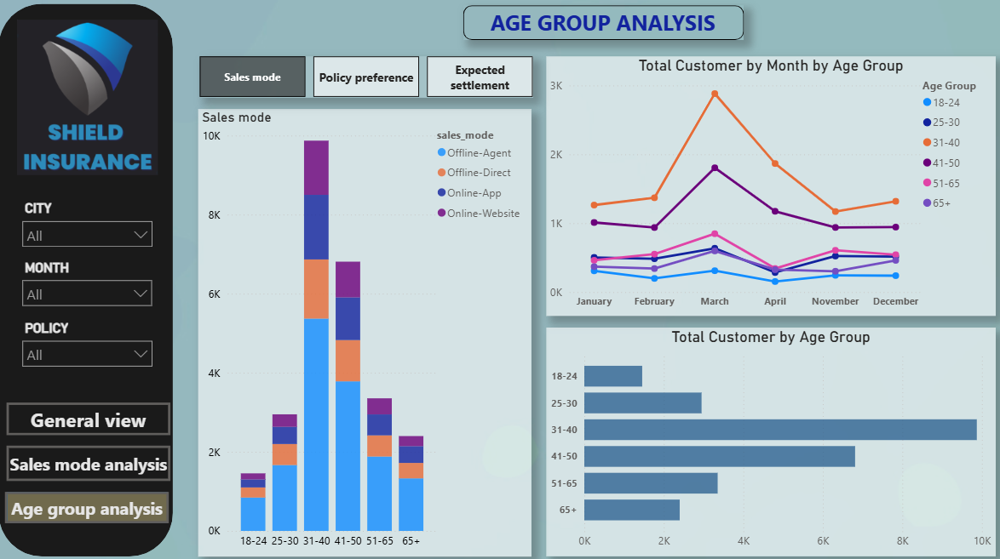 AGE GROUP ANALYSIS
SHIELD
INSURANCE
CITY
All
MONTH
All
POLICY
All
General view
Sales mode analysis
Age group analysis
Sales mode
Policy preference
Expected
settlement
Sales mode
10K
8K
6K
4K
2K
0K
18-24 25-30 31-40 41-50 51-65 65+
sales_mode
Offline-Agent
Offline-Direct
Online-App
Online-Website
Total Customer by Month by Age Group
3K
2K
1K
0K
January February March April November December
Age Group
18-24
25-30
31-40
41-50
51-65
65+
Total Customer by Age Group
18-24
25-30
31-40
41-50
51-65
65+
0K 2K 4K 6K 8K 10K